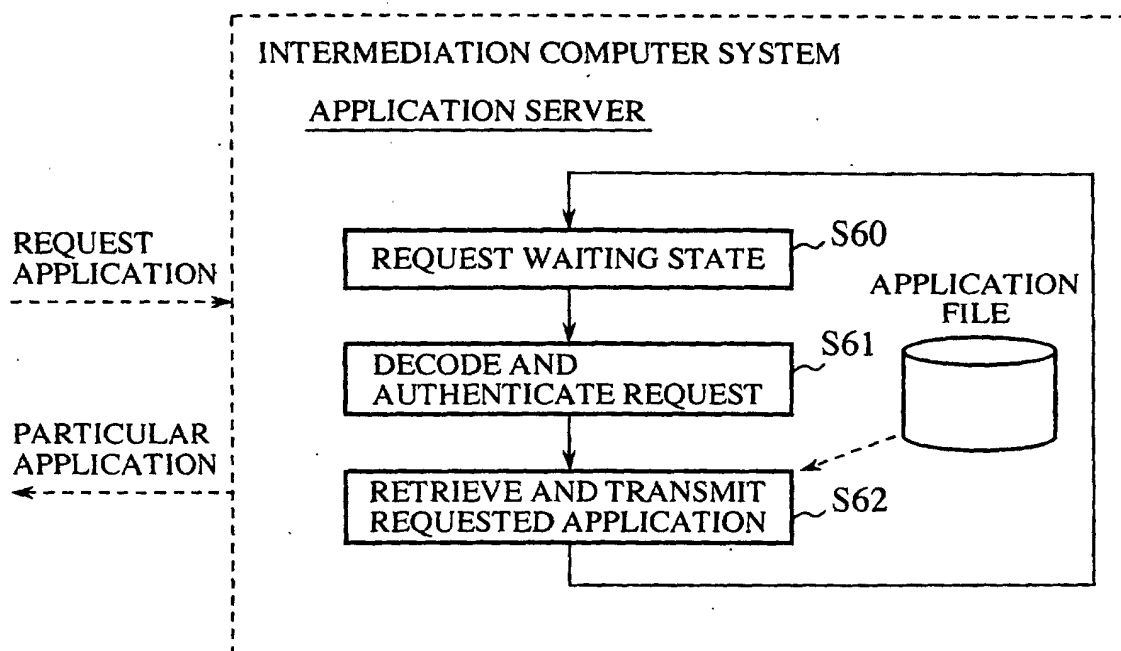 INTERMEDIATION COMPUTER SYSTEM
APPLICATION SERVER
REQUEST
APPLICATION
REQUEST WAITING STATE
S60
APPLICATION
FILE
DECODE AND
AUTHENTICATE REQUEST
S61
PARTICULAR
APPLICATION
RETRIEVE AND TRANSMIT
REQUESTED APPLICATION
S62